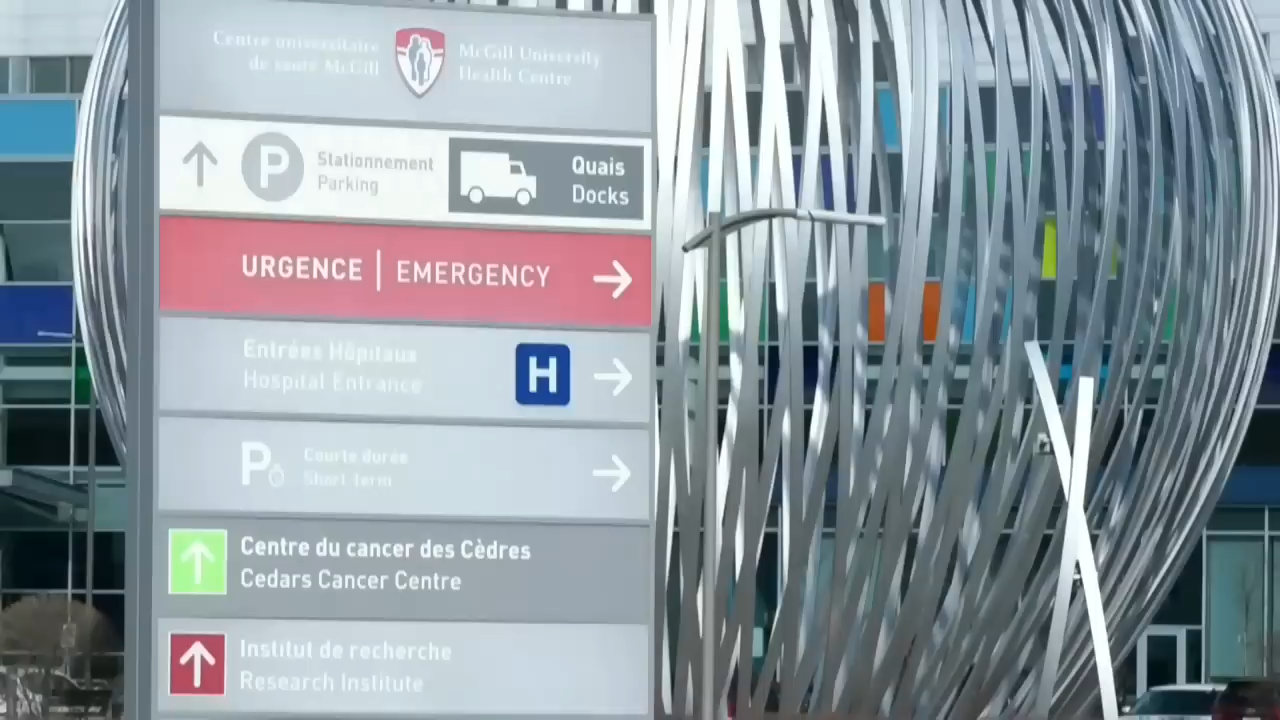 Centre universitaire
de santé McGill
McGill University
Health Centre
P
Stationnement
Parking
Quais
Docks
URGENCE | EMERGENCY
Entrées Hôpitaux
Hospital Entrance
H
P
Courte durée
Short-term
Centre du cancer des Cèdres
Cedars Cancer Centre
Institut de recherche
Research Institute